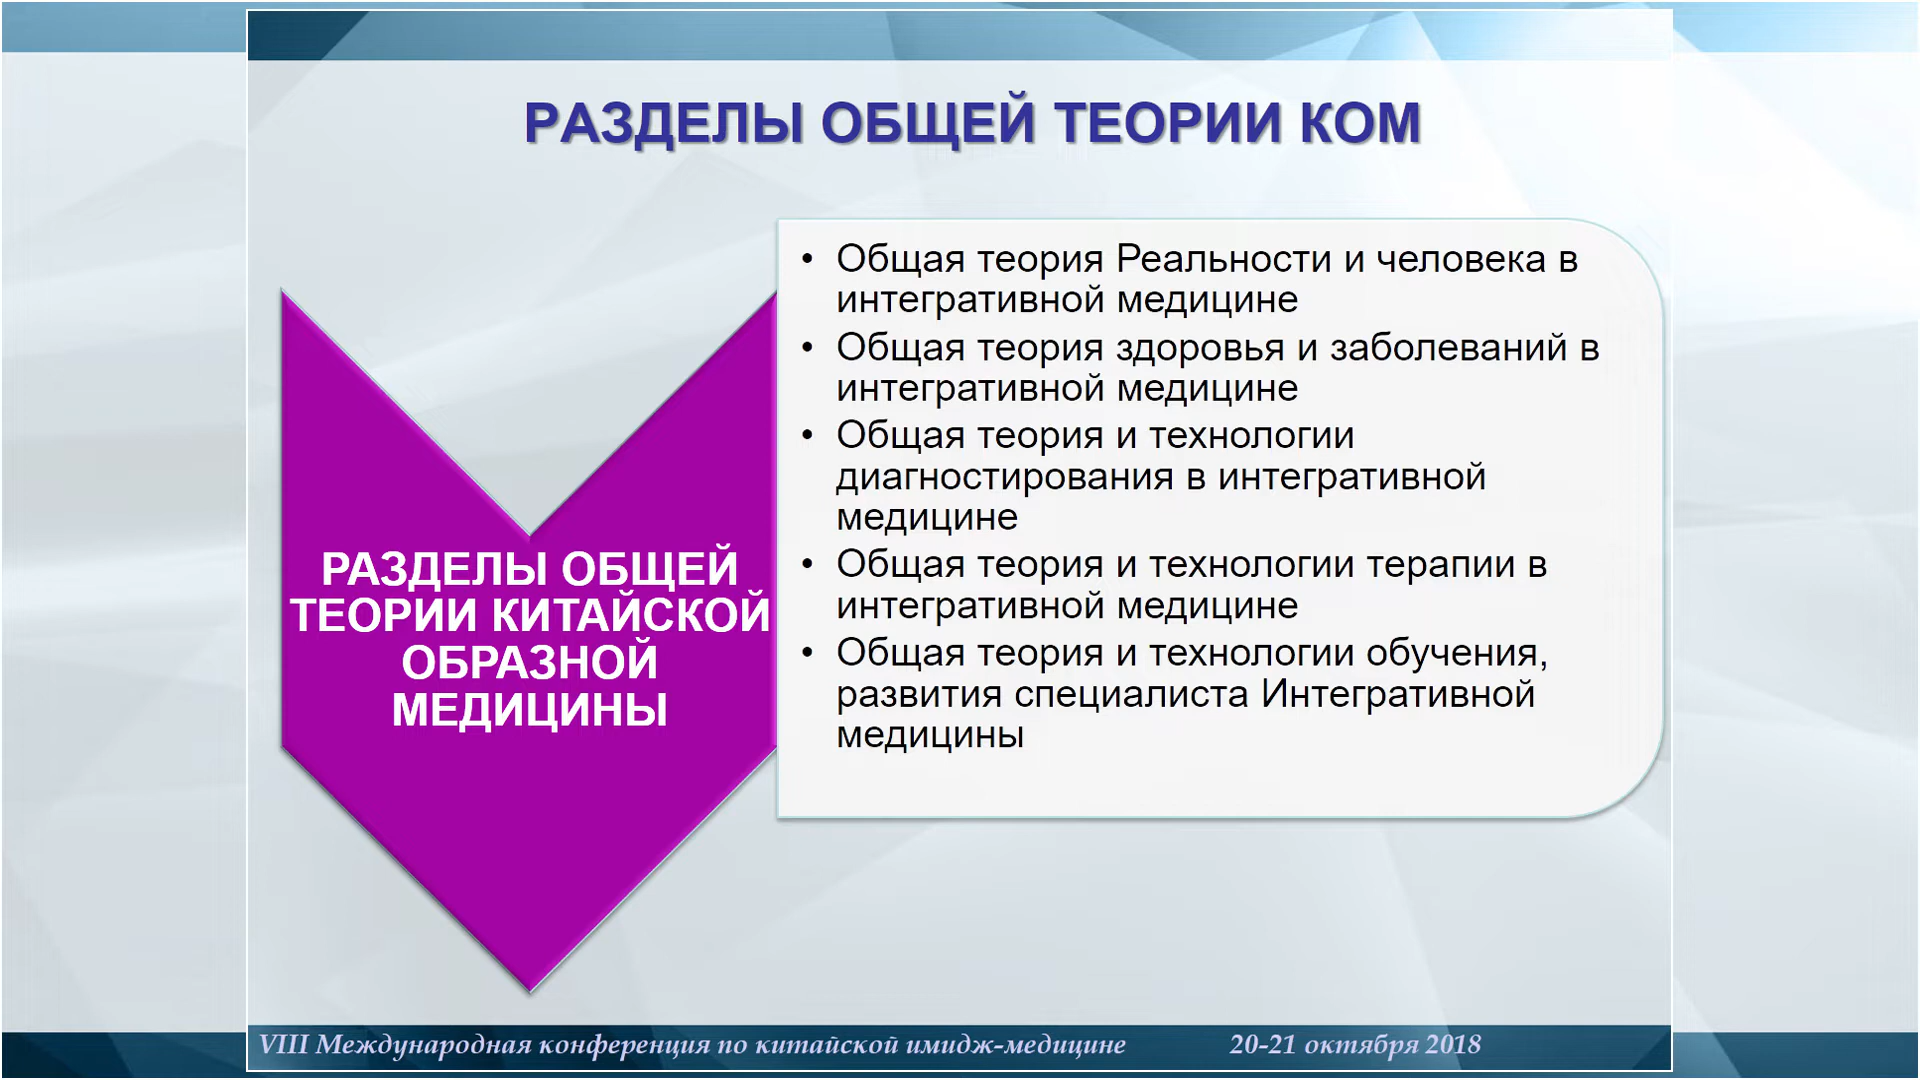 РАЗДЕЛЫ ОБЩЕЙ ТЕОРИИ КОМ
РАЗДЕЛЫ ОБЩЕЙ
ТЕОРИИ КИТАЙСКОЙ
ОБРАЗНОЙ
МЕДИЦИНЫ
• Общая теория Реальности и человека в
интегративной медицине
• Общая теория здоровья и заболеваний в
интегративной медицине
• Общая теория и технологии
диагностирования в интегративной
медицине
• Общая теория и технологии терапии в
интегративной медицине
• Общая теория и технологии обучения,
развития специалиста Интегративной
медицины
VIII Международная конференция по китайской имидж-медицине 20-21 октября 2018